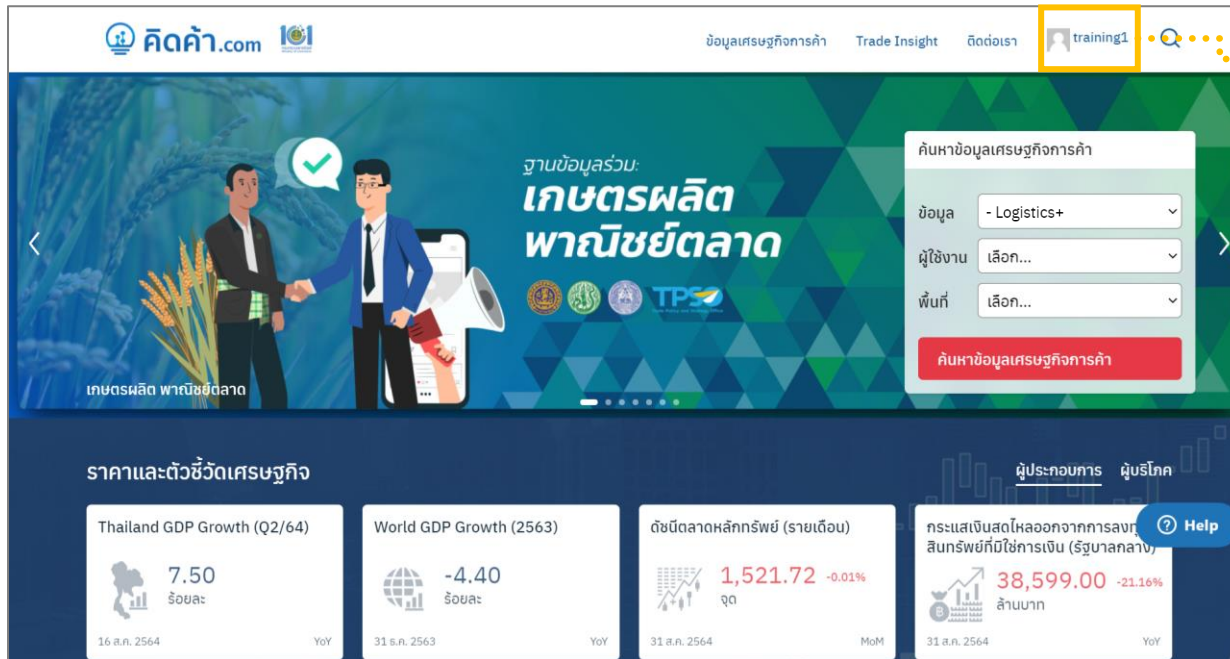 คิดค้า.com
ข้อมูลเศรษฐกิจการค้า Trade Insight ติดต่อเรา training1
ฐานข้อมูลร่วม:
เกษตรผลิต
พาณิชย์ตลาด
TPSO
เกษตรผลิต พาณิชย์ตลาด
ค้นหาข้อมูลเศรษฐกิจการค้า
ข้อมูล - Logistics+
ผู้ใช้งาน เลือก...
พื้นที่ เลือก...
ค้นหาข้อมูลเศรษฐกิจการค้า
ราคาและตัวชี้วัดเศรษฐกิจ
ผู้ประกอบการ ผู้บริโภค
Thailand GDP Growth (Q2/64)
7.50
ร้อยละ
16 ส.ค. 2564 YoY
World GDP Growth (2563)
-4.40
ร้อยละ
31 ธ.ค. 2563 YoY
ดัชนีตลาดหลักทรัพย์ (รายเดือน)
1,521.72 -0.01%
จุด
31 ส.ค. 2564 MoM
กระแสเงินสดไหลออกจากการลงทุ
สินทรัพย์ที่มิใช่การเงิน (รัฐบาลกลาง)
38,599.00 -21.16%
ล้านบาท
31 ส.ค. 2564 YoY
Help